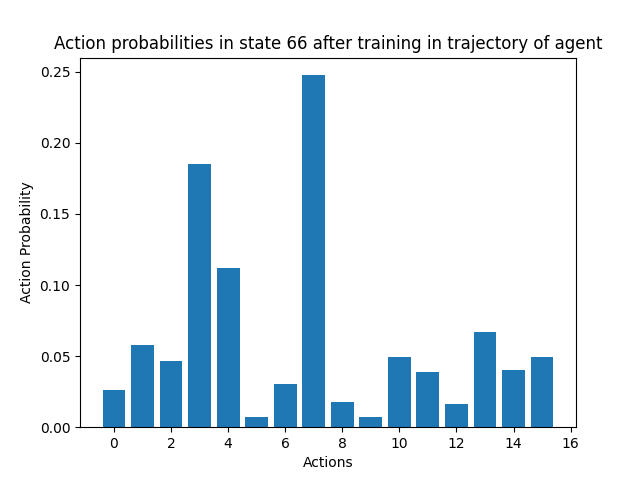 Action probabilities in state 66 after training in trajectory of agent
0.25
0.20
0.15
0.10
0.05
0.00
Action Probability
0 2 4 6 8 10 12 14 16
Actions